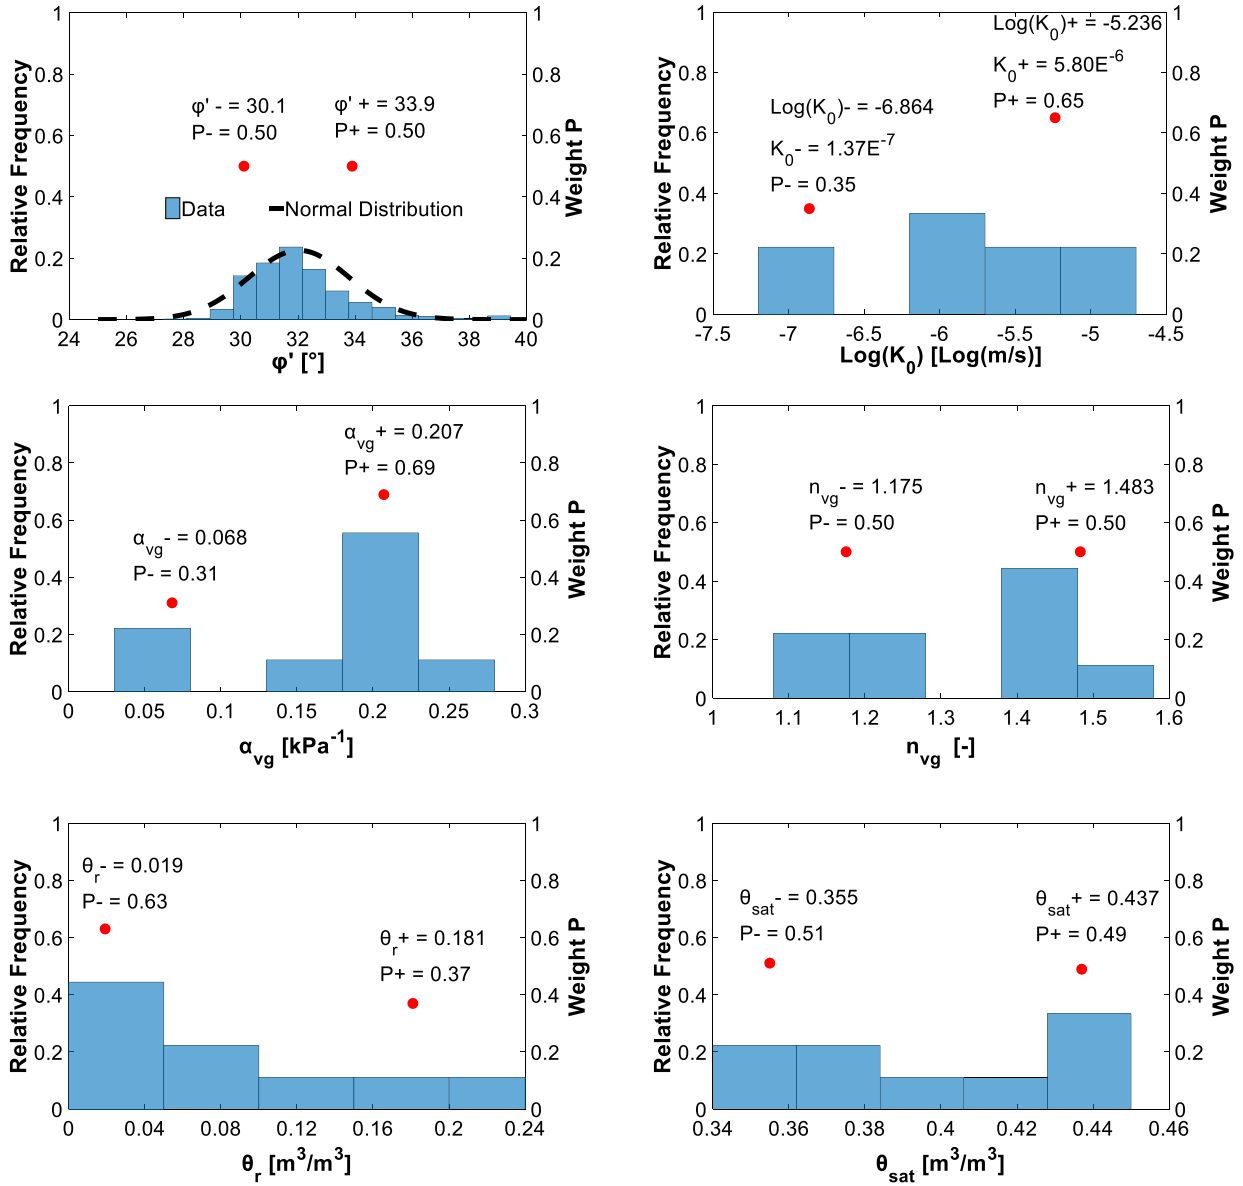 1
0.8
0.6
0.4
0.2
0
Relative Frequency
φ' - = 30.1
P- = 0.50
φ' + = 33.9
P+ = 0.50
Data
Normal Distribution
1
0.8
0.6
0.4
0.2
0
Weight P
24 26 28 30 32 34 36 38 40
φ' [°]
1
0.8
0.6
0.4
0.2
0
Relative Frequency
Log(K0)- = -6.864
K0- = 1.37E-7
P- = 0.35
Log(K0)+ = -5.236
K0+ = 5.80E-6
P+ = 0.65
1
0.8
0.6
0.4
0.2
0
Weight P
-7.5 -7 -6.5 -6 -5.5 -5 -4.5
Log(K0) [Log(m/s)]
1
0.8
0.6
0.4
0.2
0
Relative Frequency
αvg- = 0.068
P- = 0.31
αvg+ = 0.207
P+ = 0.69
1
0.8
0.6
0.4
0.2
0
Weight P
0 0.05 0.1 0.15 0.2 0.25 0.3
αvg [kPa-1]
1
0.8
0.6
0.4
0.2
0
Relative Frequency
nvg- = 1.175
P- = 0.50
nvg+ = 1.483
P+ = 0.50
1
0.8
0.6
0.4
0.2
0
Weight P
1 1.1 1.2 1.3 1.4 1.5 1.6
nvg [-]
1
0.8
0.6
0.4
0.2
0
Relative Frequency
θr- = 0.019
P- = 0.63
θr+ = 0.181
P+ = 0.37
1
0.8
0.6
0.4
0.2
0
Weight P
0 0.04 0.08 0.12 0.16 0.2 0.24
θr [m3/m3]
1
0.8
0.6
0.4
0.2
0
Relative Frequency
θsat- = 0.355
P- = 0.51
θsat+ = 0.437
P+ = 0.49
1
0.8
0.6
0.4
0.2
0
Weight P
0.34 0.36 0.38 0.4 0.42 0.44 0.46
θsat [m3/m3]